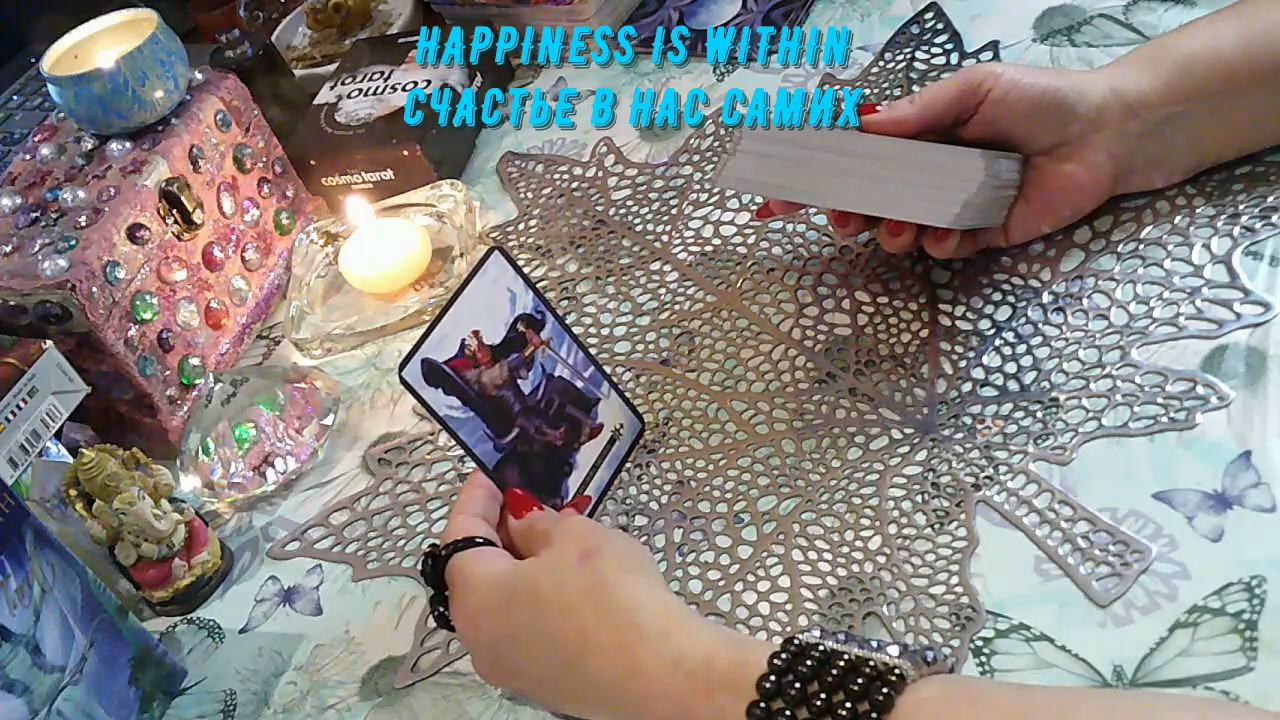 HAPPINESS IS WITHIN
СЧАСТЬЕ В НАС САМИХ
cosmo
tarot
cosmo tarot